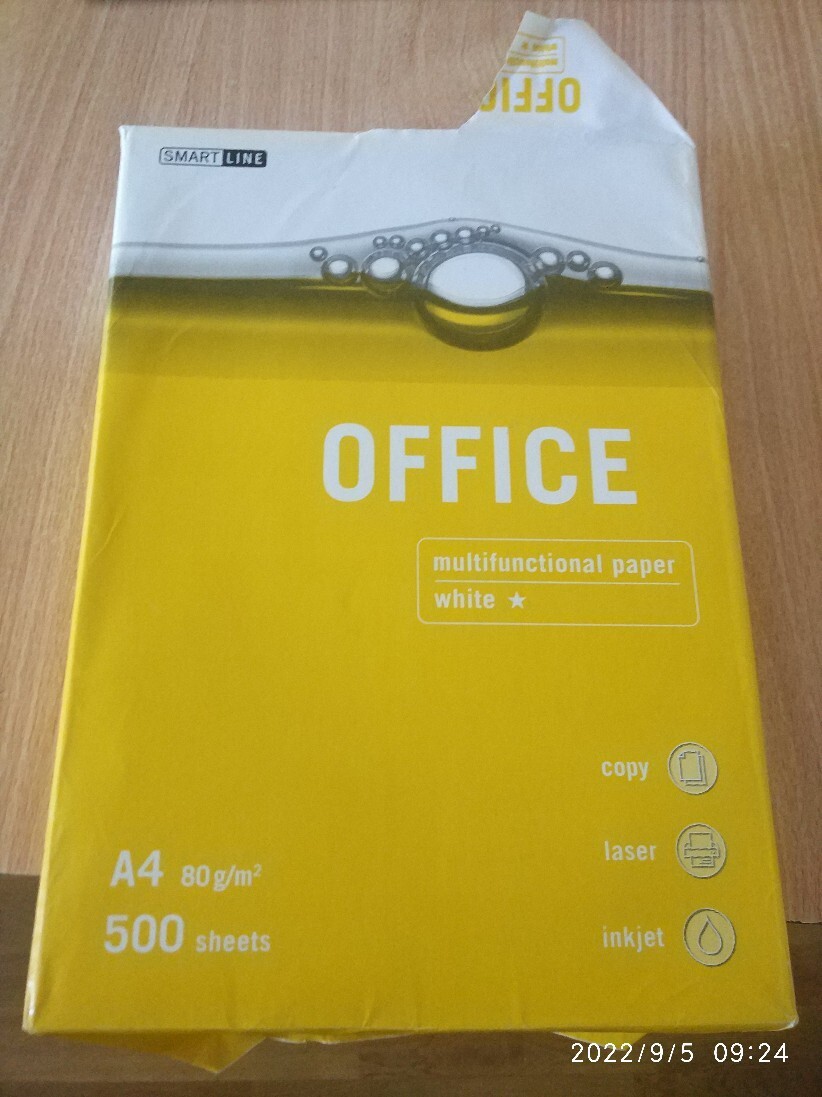 OFFICE
SMART LINE
OFFICE
multifunctional paper
white ★
copy
laser
A4 80g/m²
500 sheets
inkjet
2022/9/5 09:24